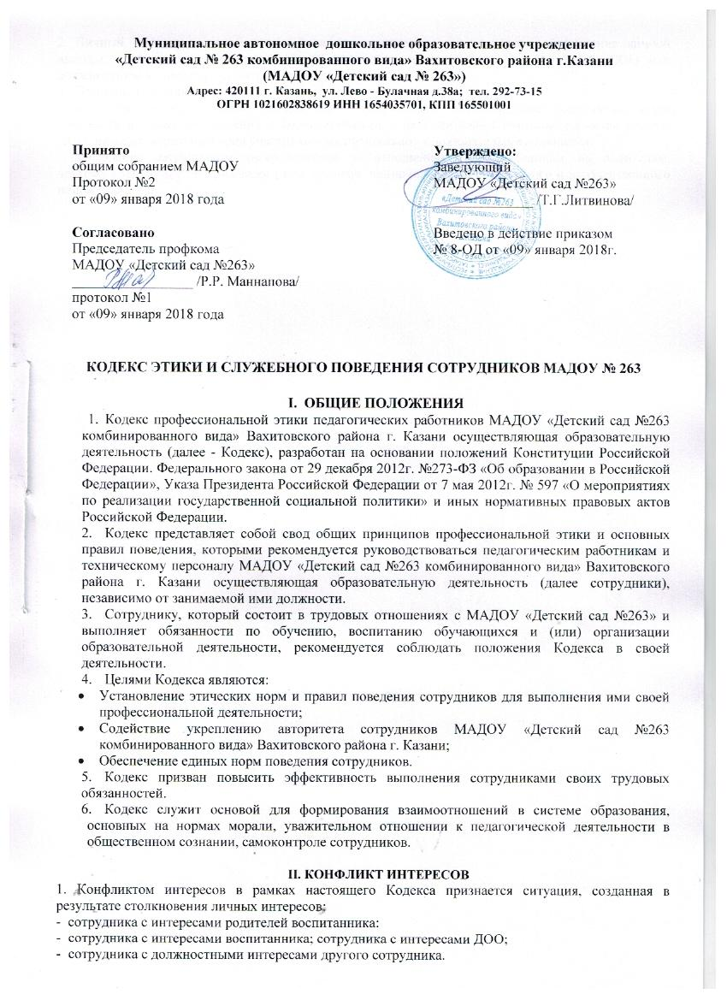 Муниципальное автономное дошкольное образовательное учреждение
«Детский сад № 263 комбинированного вида» Вахитовского района г.Казани
(МАДОУ «Детский сад № 263»)
Адрес: 420111 г. Казань, ул. Лево - Булачная д.38а; тел. 292-73-15
ОГРН 1021602838619 ИНН 1654035701, КПП 165501001
Принято
общим собранием МАДОУ
Протокол №2
от «09» января 2018 года
Утверждено:
Заведующий
МАДОУ «Детский сад №263»
/Т.Г.Литвинова/
«Детский сад №263
комбинированного вида»
Вахитовского района
г.Казани
Введено в действие приказом
№ 8-ОД от «09» января 2018г.
Согласовано
Председатель профкома
МАДОУ «Детский сад №263»
/Р.Р. Маннапова/
протокол №1
от «09» января 2018 года
КОДЕКС ЭТИКИ И СЛУЖЕБНОГО ПОВЕДЕНИЯ СОТРУДНИКОВ МАДОУ № 263
I. ОБЩИЕ ПОЛОЖЕНИЯ
1. Кодекс профессиональной этики педагогических работников МАДОУ «Детский сад №263
комбинированного вида» Вахитовского района г. Казани осуществляющая образовательную
деятельность (далее - Кодекс), разработан на основании положений Конституции Российской
Федерации. Федерального закона от 29 декабря 2012г. №273-ФЗ «Об образовании в Российской
Федерации», Указа Президента Российской Федерации от 7 мая 2012г. № 597 «О мероприятиях
по реализации государственной социальной политики» и иных нормативных правовых актов
Российской Федерации.
2. Кодекс представляет собой свод общих принципов профессиональной этики и основных
правил поведения, которыми рекомендуется руководствоваться педагогическим работникам и
техническому персоналу МАДОУ «Детский сад №263 комбинированного вида» Вахитовского
района г. Казани осуществляющая образовательную деятельность (далее сотрудники),
независимо от занимаемой ими должности.
3. Сотруднику, который состоит в трудовых отношениях с МАДОУ «Детский сад №263» и
выполняет обязанности по обучению, воспитанию обучающихся и (или) организации
образовательной деятельности, рекомендуется соблюдать положения Кодекса в своей
деятельности.
4. Целями Кодекса являются:
• Установление этических норм и правил поведения сотрудников для выполнения ими своей
профессиональной деятельности;
• Содействие укреплению авторитета сотрудников МАДОУ «Детский сад №263
комбинированного вида» Вахитовского района г. Казани;
• Обеспечение единых норм поведения сотрудников.
5. Кодекс призван повысить эффективность выполнения сотрудниками своих трудовых
обязанностей.
6. Кодекс служит основой для формирования взаимоотношений в системе образования,
основных на нормах морали, уважительном отношении к педагогической деятельности в
общественном сознании, самоконтроле сотрудников.
II. КОНФЛИКТ ИНТЕРЕСОВ
1. Конфликтом интересов в рамках настоящего Кодекса признается ситуация, созданная в
результате столкновения личных интересов:
- сотрудника с интересами родителей воспитанника:
- сотрудника с интересами воспитанника; сотрудника с интересами ДОО;
- сотрудника с должностными интересами другого сотрудника.